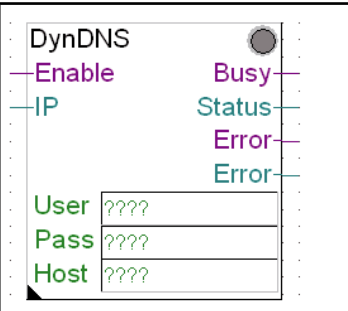 DynDNS
Enable Busy
IP Status
Error
Error
User ????
Pass ????
Host ????